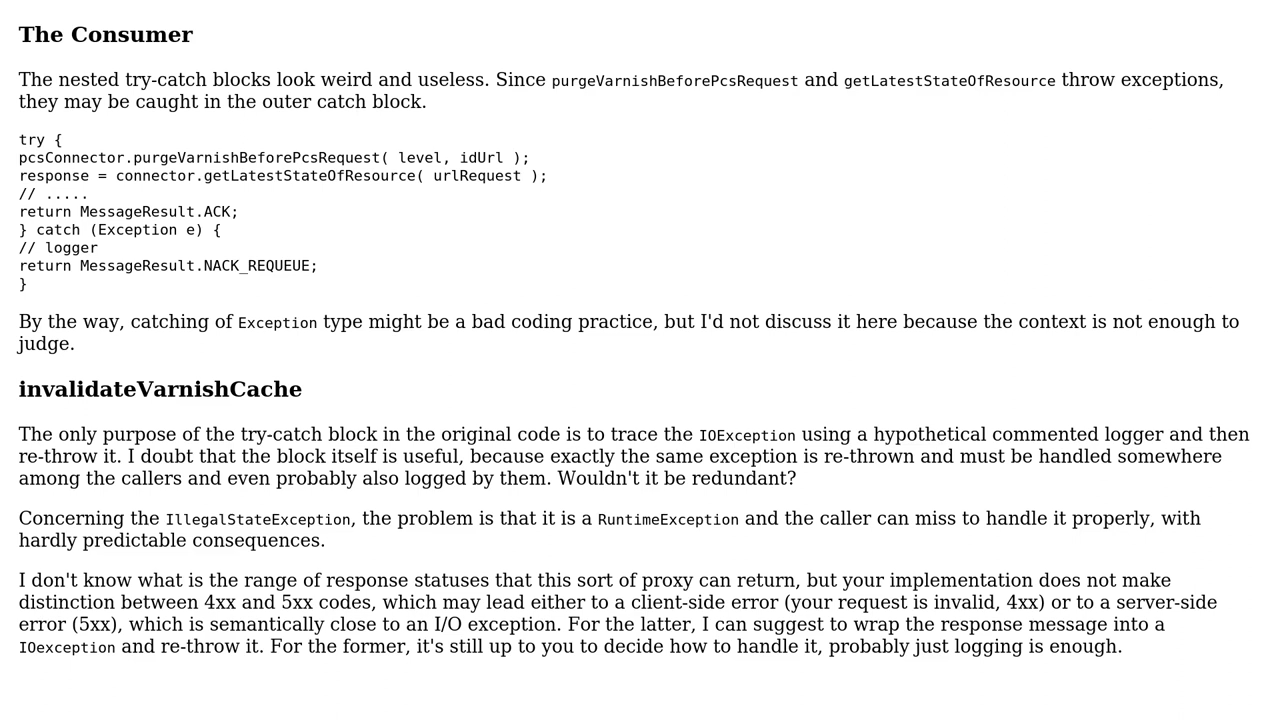 The Consumer
The nested try-catch blocks look weird and useless. Since purgeVarnishBeforePcsRequest and getLatestStateOfResource throw exceptions,
they may be caught in the outer catch block.
try {
pcsConnector.purgeVarnishBeforePcsRequest( level, idUrl );
response = connector.getLatestStateOfResource( urlRequest );
// .....
return MessageResult.ACK;
} catch (Exception e) {
// logger
return MessageResult.NACK_REQUEUE;
}
By the way, catching of Exception type might be a bad coding practice, but I'd not discuss it here because the context is not enough to
judge.
invalidateVarnishCache
The only purpose of the try-catch block in the original code is to trace the IOException using a hypothetical commented logger and then
re-throw it. I doubt that the block itself is useful, because exactly the same exception is re-thrown and must be handled somewhere
among the callers and even probably also logged by them. Wouldn't it be redundant?
Concerning the IllegalStateException, the problem is that it is a RuntimeException and the caller can miss to handle it properly, with
hardly predictable consequences.
I don't know what is the range of response statuses that this sort of proxy can return, but your implementation does not make
distinction between 4xx and 5xx codes, which may lead either to a client-side error (your request is invalid, 4xx) or to a server-side
error (5xx), which is semantically close to an I/O exception. For the latter, I can suggest to wrap the response message into a
IOexception and re-throw it. For the former, it's still up to you to decide how to handle it, probably just logging is enough.